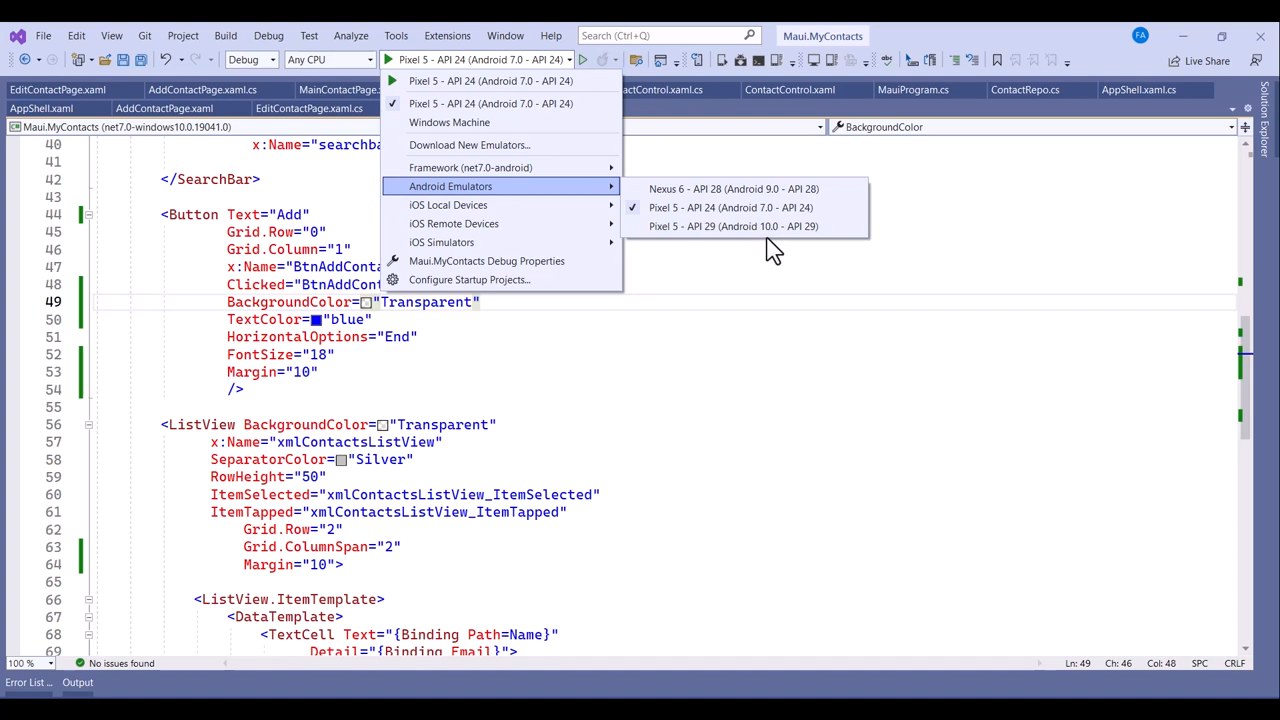 File Edit View Git Project Build Debug Test Analyze Tools Extensions Window Help Search (Ctrl+Q) Maui.MyContacts FA
Debug Any CPU Pixel 5 - API 24 (Android 7.0 - API 24) Live Share
EditContactPage.xaml AddContactPage.xaml.cs MainContactPage.xaml ntactControl.xaml.cs ContactControl.xaml MauiProgram.cs ContactRepo.cs AppShell.xaml.cs
AppShell.xaml AddContactPage.xaml EditContactPage.xaml.cs
Maui.MyContacts (net7.0-windows10.0.19041.0) BackgroundColor
Pixel 5 - API 24 (Android 7.0 - API 24)
Pixel 5 - API 24 (Android 7.0 - API 24)
Windows Machine
Download New Emulators...
Framework (net7.0-android)
Android Emulators
iOS Local Devices
iOS Remote Devices
iOS Simulators
Maui.MyContacts Debug Properties
Configure Startup Projects...
Nexus 6 - API 28 (Android 9.0 - API 28)
Pixel 5 - API 24 (Android 7.0 - API 24)
Pixel 5 - API 29 (Android 10.0 - API 29)
40 x:Name="searchba
41
42 </SearchBar>
43
44 <Button Text="Add"
45 Grid.Row="0"
46 Grid.Column="1"
47 x:Name="BtnAddConta
48 Clicked="BtnAddCont
49 BackgroundColor="Transparent"
50 TextColor="blue"
51 HorizontalOptions="End"
52 FontSize="18"
53 Margin="10"
54 />
55
56 <ListView BackgroundColor="Transparent"
57 x:Name="xmlContactsListView"
58 SeparatorColor="Silver"
59 RowHeight="50"
60 ItemSelected="xmlContactsListView_ItemSelected"
61 ItemTapped="xmlContactsListView_ItemTapped"
62 Grid.Row="2"
63 Grid.ColumnSpan="2"
64 Margin="10">
65
66 <ListView.ItemTemplate>
67 <DataTemplate>
68 <TextCell Text="{Binding Path=Name}"
69 Detail="{Binding Email}">
100 % No issues found Ln: 49 Ch: 46 Col: 48 SPC CRLF
Error List ... Output
Solution Explorer